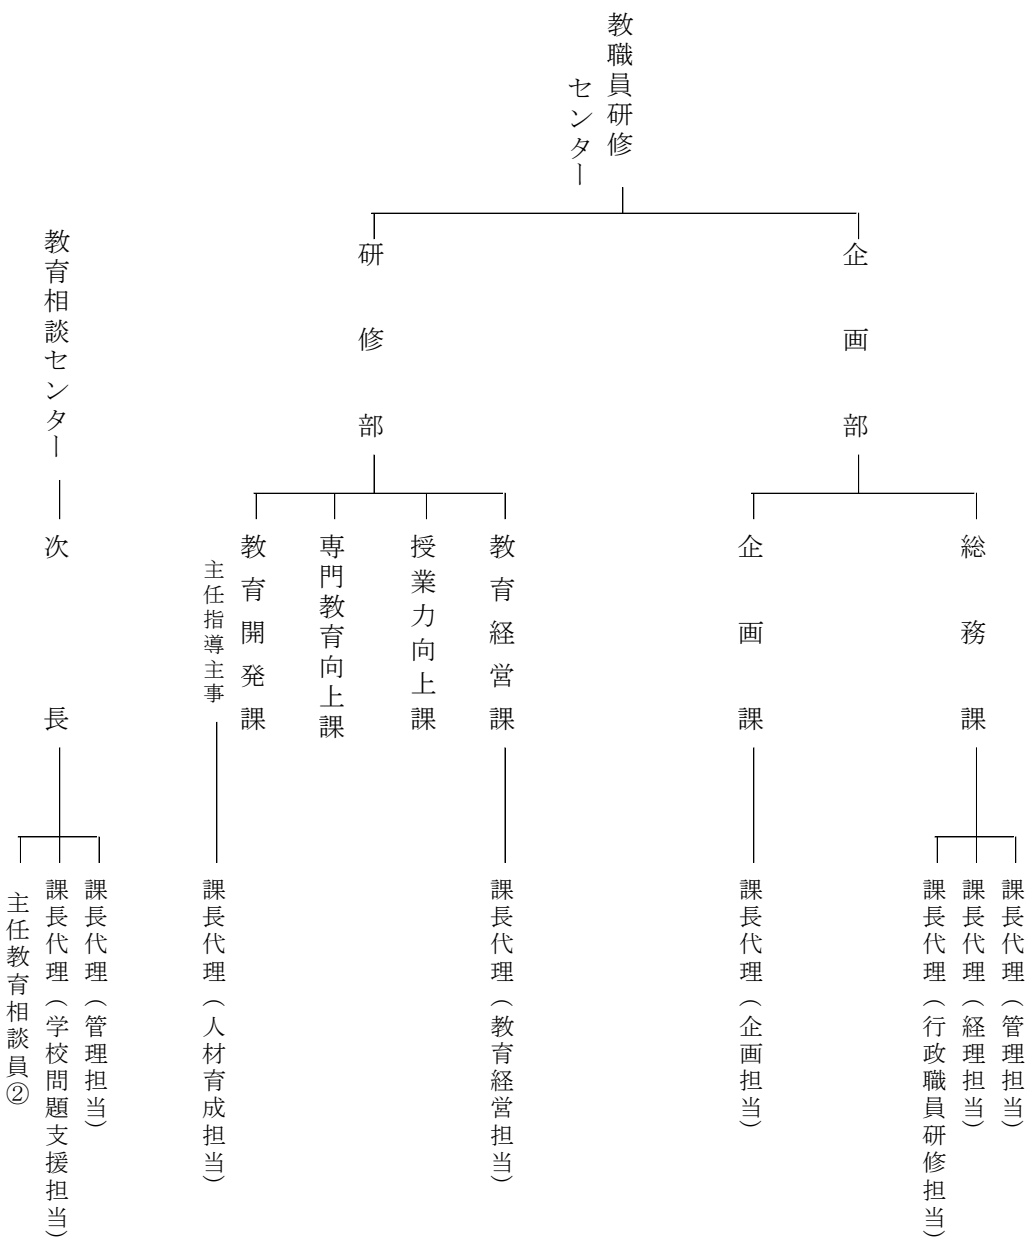 教職員研修
センター
企画部
総務課
課長代理（管理担当）
課長代理（経理担当）
課長代理（行政職員研修担当）
企画課
課長代理（企画担当）
研修部
教育経営課
課長代理（教育経営担当）
授業力向上課
専門教育向上課
教育開発課
主任指導主事
課長代理（人材育成担当）
教育相談センター
次長
課長代理（管理担当）
課長代理（学校問題支援担当）
主任教育相談員②